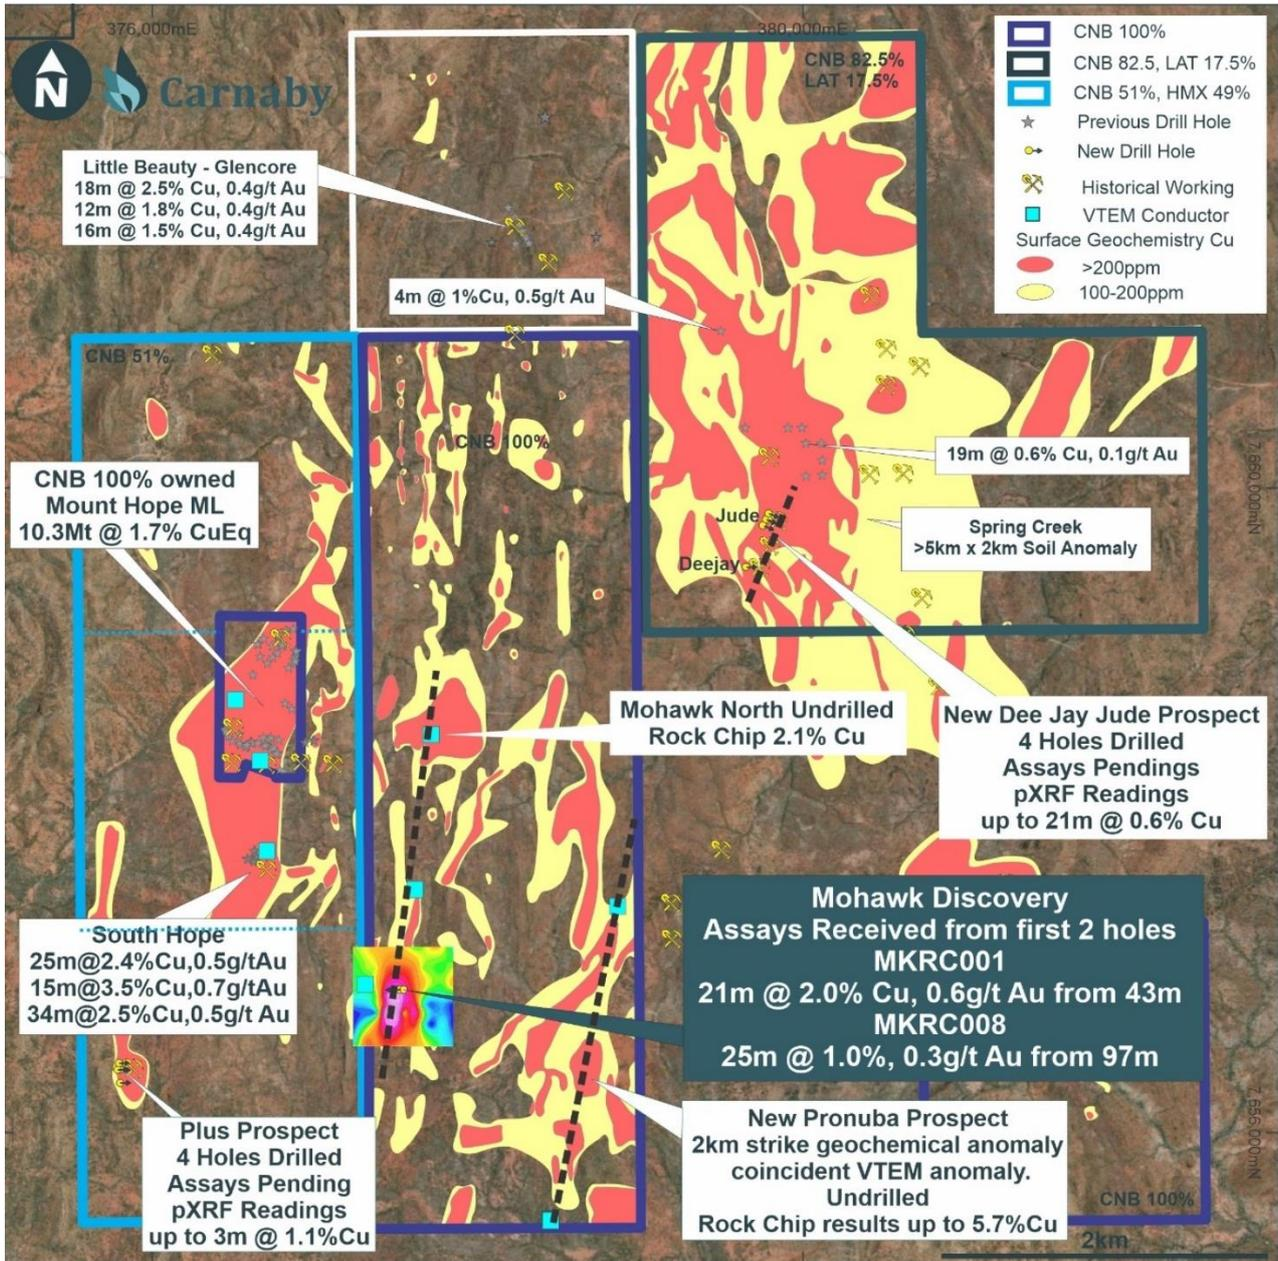 376,000mE
380,000mE
Carnaby
CNB 82.5%
LAT 17.5%
CNB 100%
CNB 82.5, LAT 17.5%
CNB 51%, HMX 49%
Previous Drill Hole
New Drill Hole
Historical Working
VTEM Conductor
Surface Geochemistry Cu
>200ppm
100-200ppm
N
Little Beauty - Glencore
18m @ 2.5% Cu, 0.4g/t Au
12m @ 1.8% Cu, 0.4g/t Au
16m @ 1.5% Cu, 0.4g/t Au
4m @ 1%Cu, 0.5g/t Au
CNB 51%
CNB 100%
19m @ 0.6% Cu, 0.1g/t Au
7,660,000mN
CNB 100% owned
Mount Hope ML
10.3Mt @ 1.7% CuEq
Jude
Deejay
Spring Creek
>5km x 2km Soil Anomaly
Mohawk North Undrilled
Rock Chip 2.1% Cu
New Dee Jay Jude Prospect
4 Holes Drilled
Assays Pendings
pXRF Readings
up to 21m @ 0.6% Cu
South Hope
25m@2.4%Cu,0.5g/tAu
15m@3.5%Cu,0.7g/tAu
34m@2.5%Cu,0.5g/t Au
Mohawk Discovery
Assays Received from first 2 holes
MKRC001
21m @ 2.0% Cu, 0.6g/t Au from 43m
MKRC008
25m @ 1.0%, 0.3g/t Au from 97m
Plus Prospect
4 Holes Drilled
Assays Pending
pXRF Readings
up to 3m @ 1.1%Cu
New Pronuba Prospect
2km strike geochemical anomaly
coincident VTEM anomaly.
Undrilled
Rock Chip results up to 5.7%Cu
7,656,000mN
CNB 100%
2km